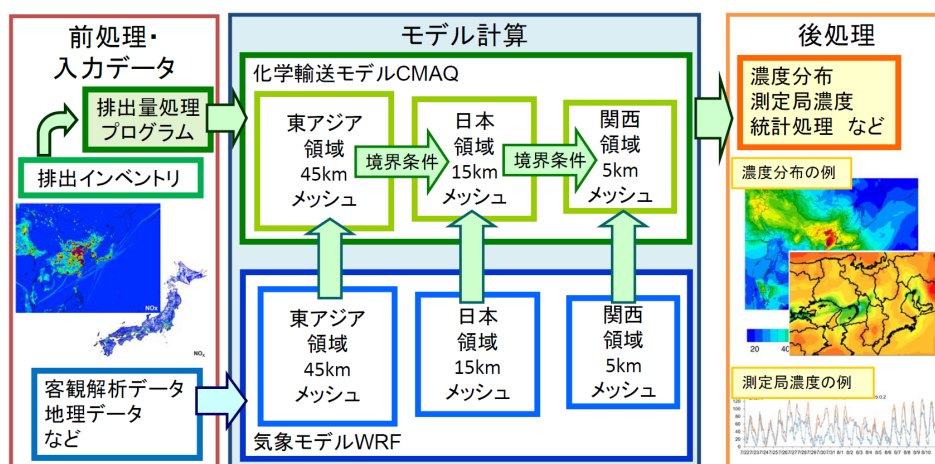 前処理・
入力データ
排出量処理
プログラム
排出インベントリ
NOx
NOx
客観解析データ
地理データ
など
モデル計算
化学輸送モデルCMAQ
東アジア
領域
45km
メッシュ
境界条件
日本
領域
15km
メッシュ
境界条件
関西
領域
5km
メッシュ
東アジア
領域
45km
メッシュ
日本
領域
15km
メッシュ
関西
領域
5km
メッシュ
気象モデルWRF
後処理
濃度分布
測定局濃度
統計処理 など
濃度分布の例
20
測定局濃度の例
120
100
80
60
40
20
0